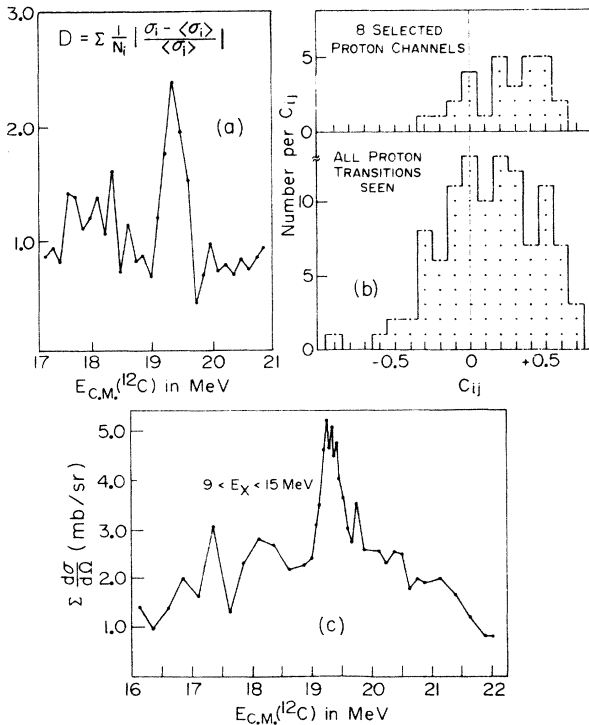 3.0
2.0
1.0
D = Σ 1/N_i | σ_i - <σ_i> / <σ_i> |
(a)
17 18 19 20 21
E_C.M.(¹²C) in MeV
8 SELECTED
PROTON CHANNELS
5
0
ALL PROTON
TRANSITIONS
SEEN
10
5
0
Number per C_ij
(b)
-0.5 0 +0.5
C_ij
5.0
4.0
3.0
2.0
1.0
Σ dσ/dΩ (mb/sr)
9 < E_X < 15 MeV
(c)
16 17 18 19 20 21 22
E_C.M.(¹²C) in MeV